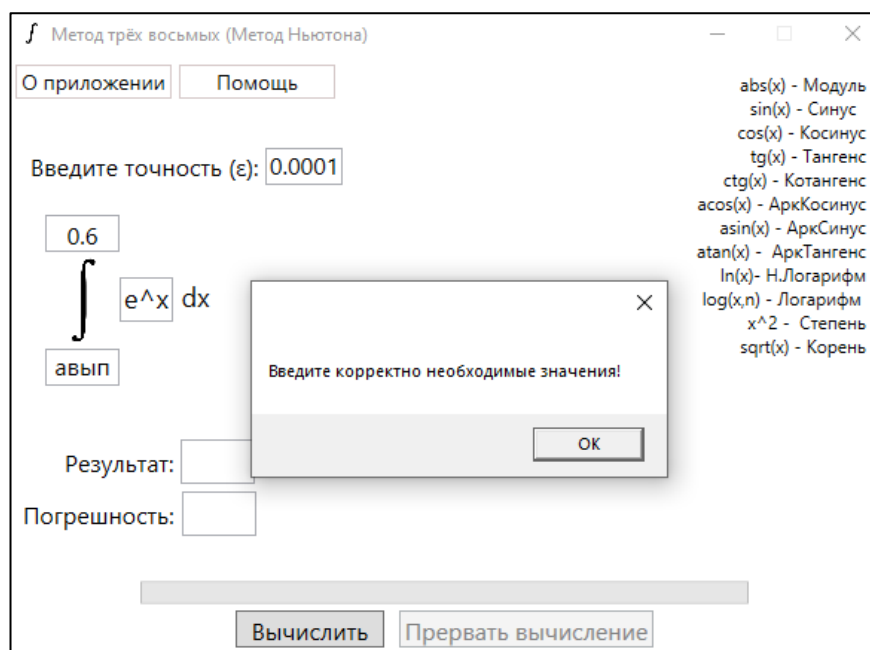 ∫ Метод трёх восьмых (Метод Ньютона)
О приложении Помощь
abs(x) - Модуль
sin(x) - Синус
cos(x) - Косинус
tg(x) - Тангенс
ctg(x) - Котангенс
acos(x) - АркКосинус
asin(x) - АркСинус
atan(x) - АркТангенс
ln(x)- Н.Логарифм
log(x,n) - Логарифм
x^2 - Степень
sqrt(x) - Корень
Введите точность (ε): 0.0001
0.6
∫ e^x dx
авып
Введите корректно необходимые значения!
ОК
Результат:
Погрешность:
Вычислить Прервать вычисление